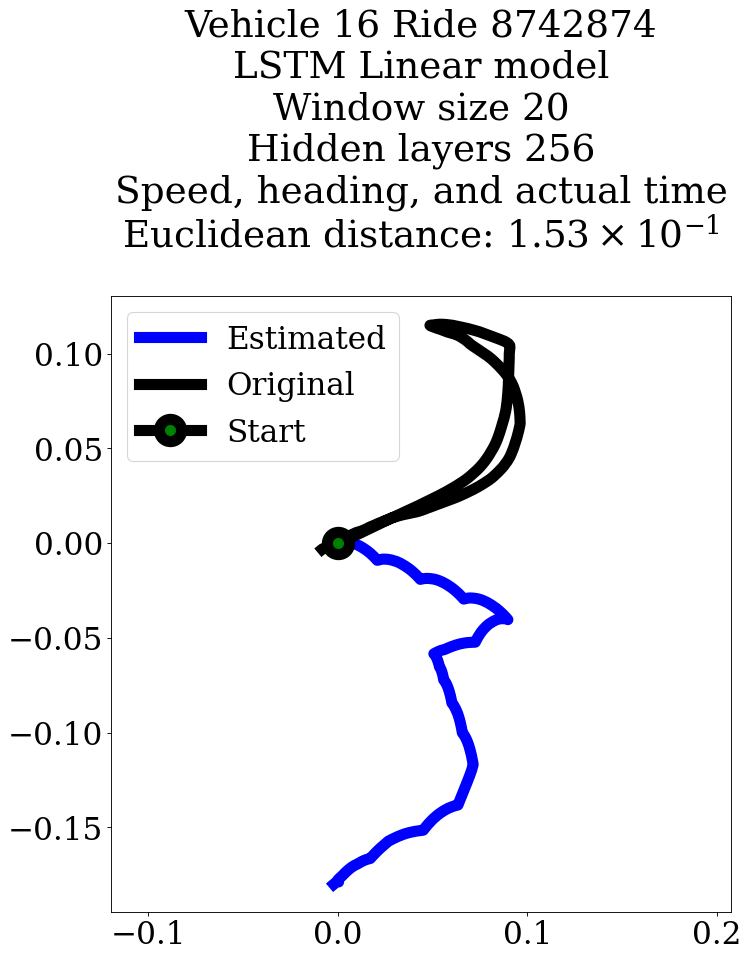 Vehicle 16 Ride 8742874
LSTM Linear model
Window size 20
Hidden layers 256
Speed, heading, and actual time
Euclidean distance: 1.53 × 10⁻¹
Estimated
Original
Start
0.10
0.05
0.00
−0.05
−0.10
−0.15
−0.1 0.0 0.1 0.2